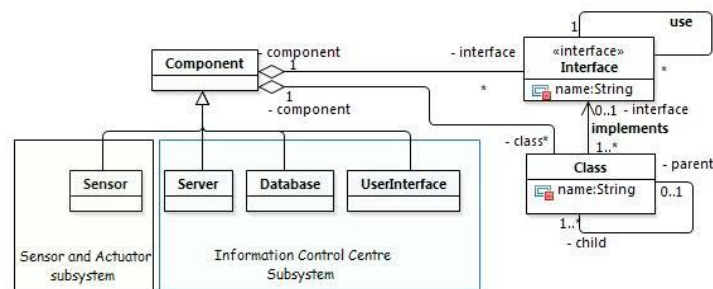 1
use
- component
- interface
«interface»
Interface
Component
1
*
*
name:String
1
- component
0..1
- interface
implements
- class*
1..*
Class
- parent
Sensor
Server
Database
UserInterface
name:String
0..1
1..*
- child
Sensor and Actuator
subsystem
Information Control Centre
Subsystem